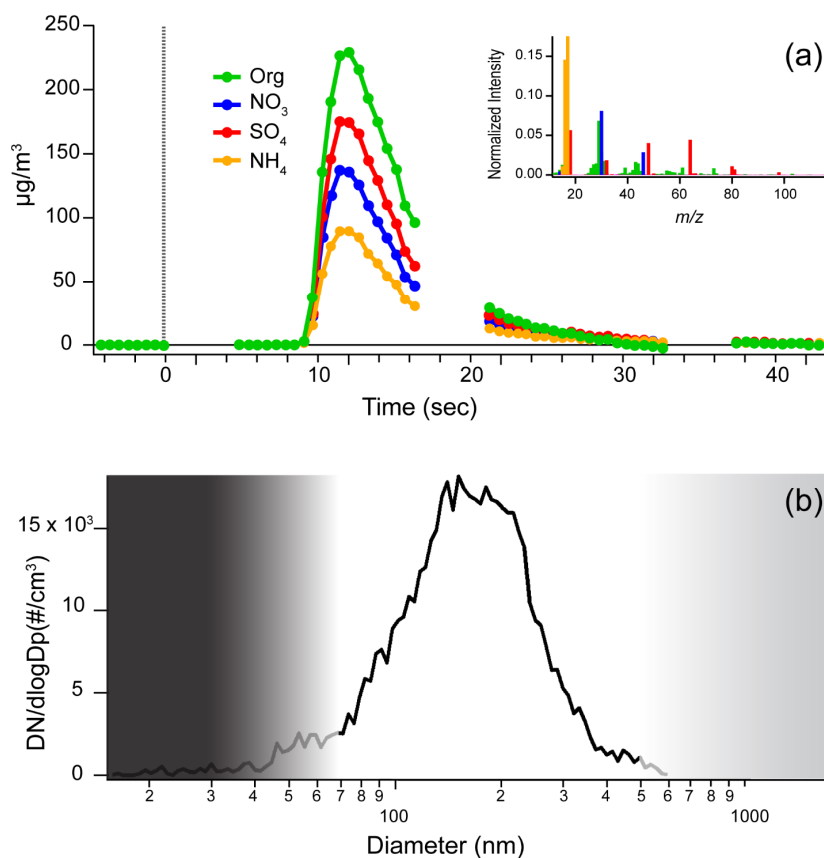 (a)
250
200
150
100
50
0
µg/m³
Org
NO₃
SO₄
NH₄
Normalized Intensity
0.15
0.10
0.05
0.00
20 40 60 80 100
m/z
0 10 20 30 40
Time (sec)
(b)
DN/dlogDp(#/cm³)
15 x 10³
10
5
0
2 3 4 5 6 7 8 9 2 3 4 5 6 7 8 9
100 1000
Diameter (nm)